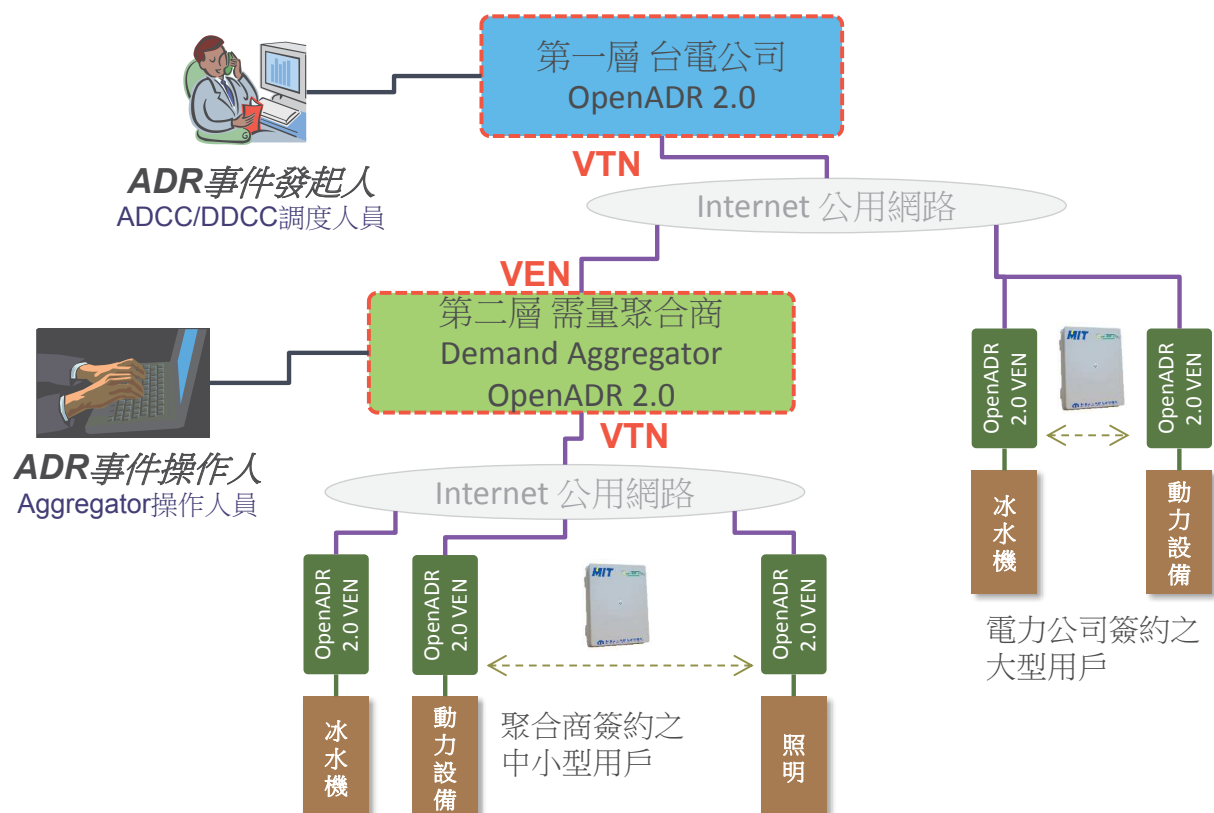 第一層 台電公司
OpenADR 2.0
VTN
ADR事件發起人
ADCC/DDCC調度人員
Internet 公用網路
VEN
第二層 需量聚合商
Demand Aggregator
OpenADR 2.0
VTN
ADR事件操作人
Aggregator操作人員
OpenADR
2.0 VEN
MIT
OpenADR
2.0 VEN
冰水機
動力設備
電力公司簽約之
大型用戶
Internet 公用網路
OpenADR
2.0 VEN
OpenADR
2.0 VEN
MIT
OpenADR
2.0 VEN
冰水機
動力設備
聚合商簽約之
中小型用戶
照明